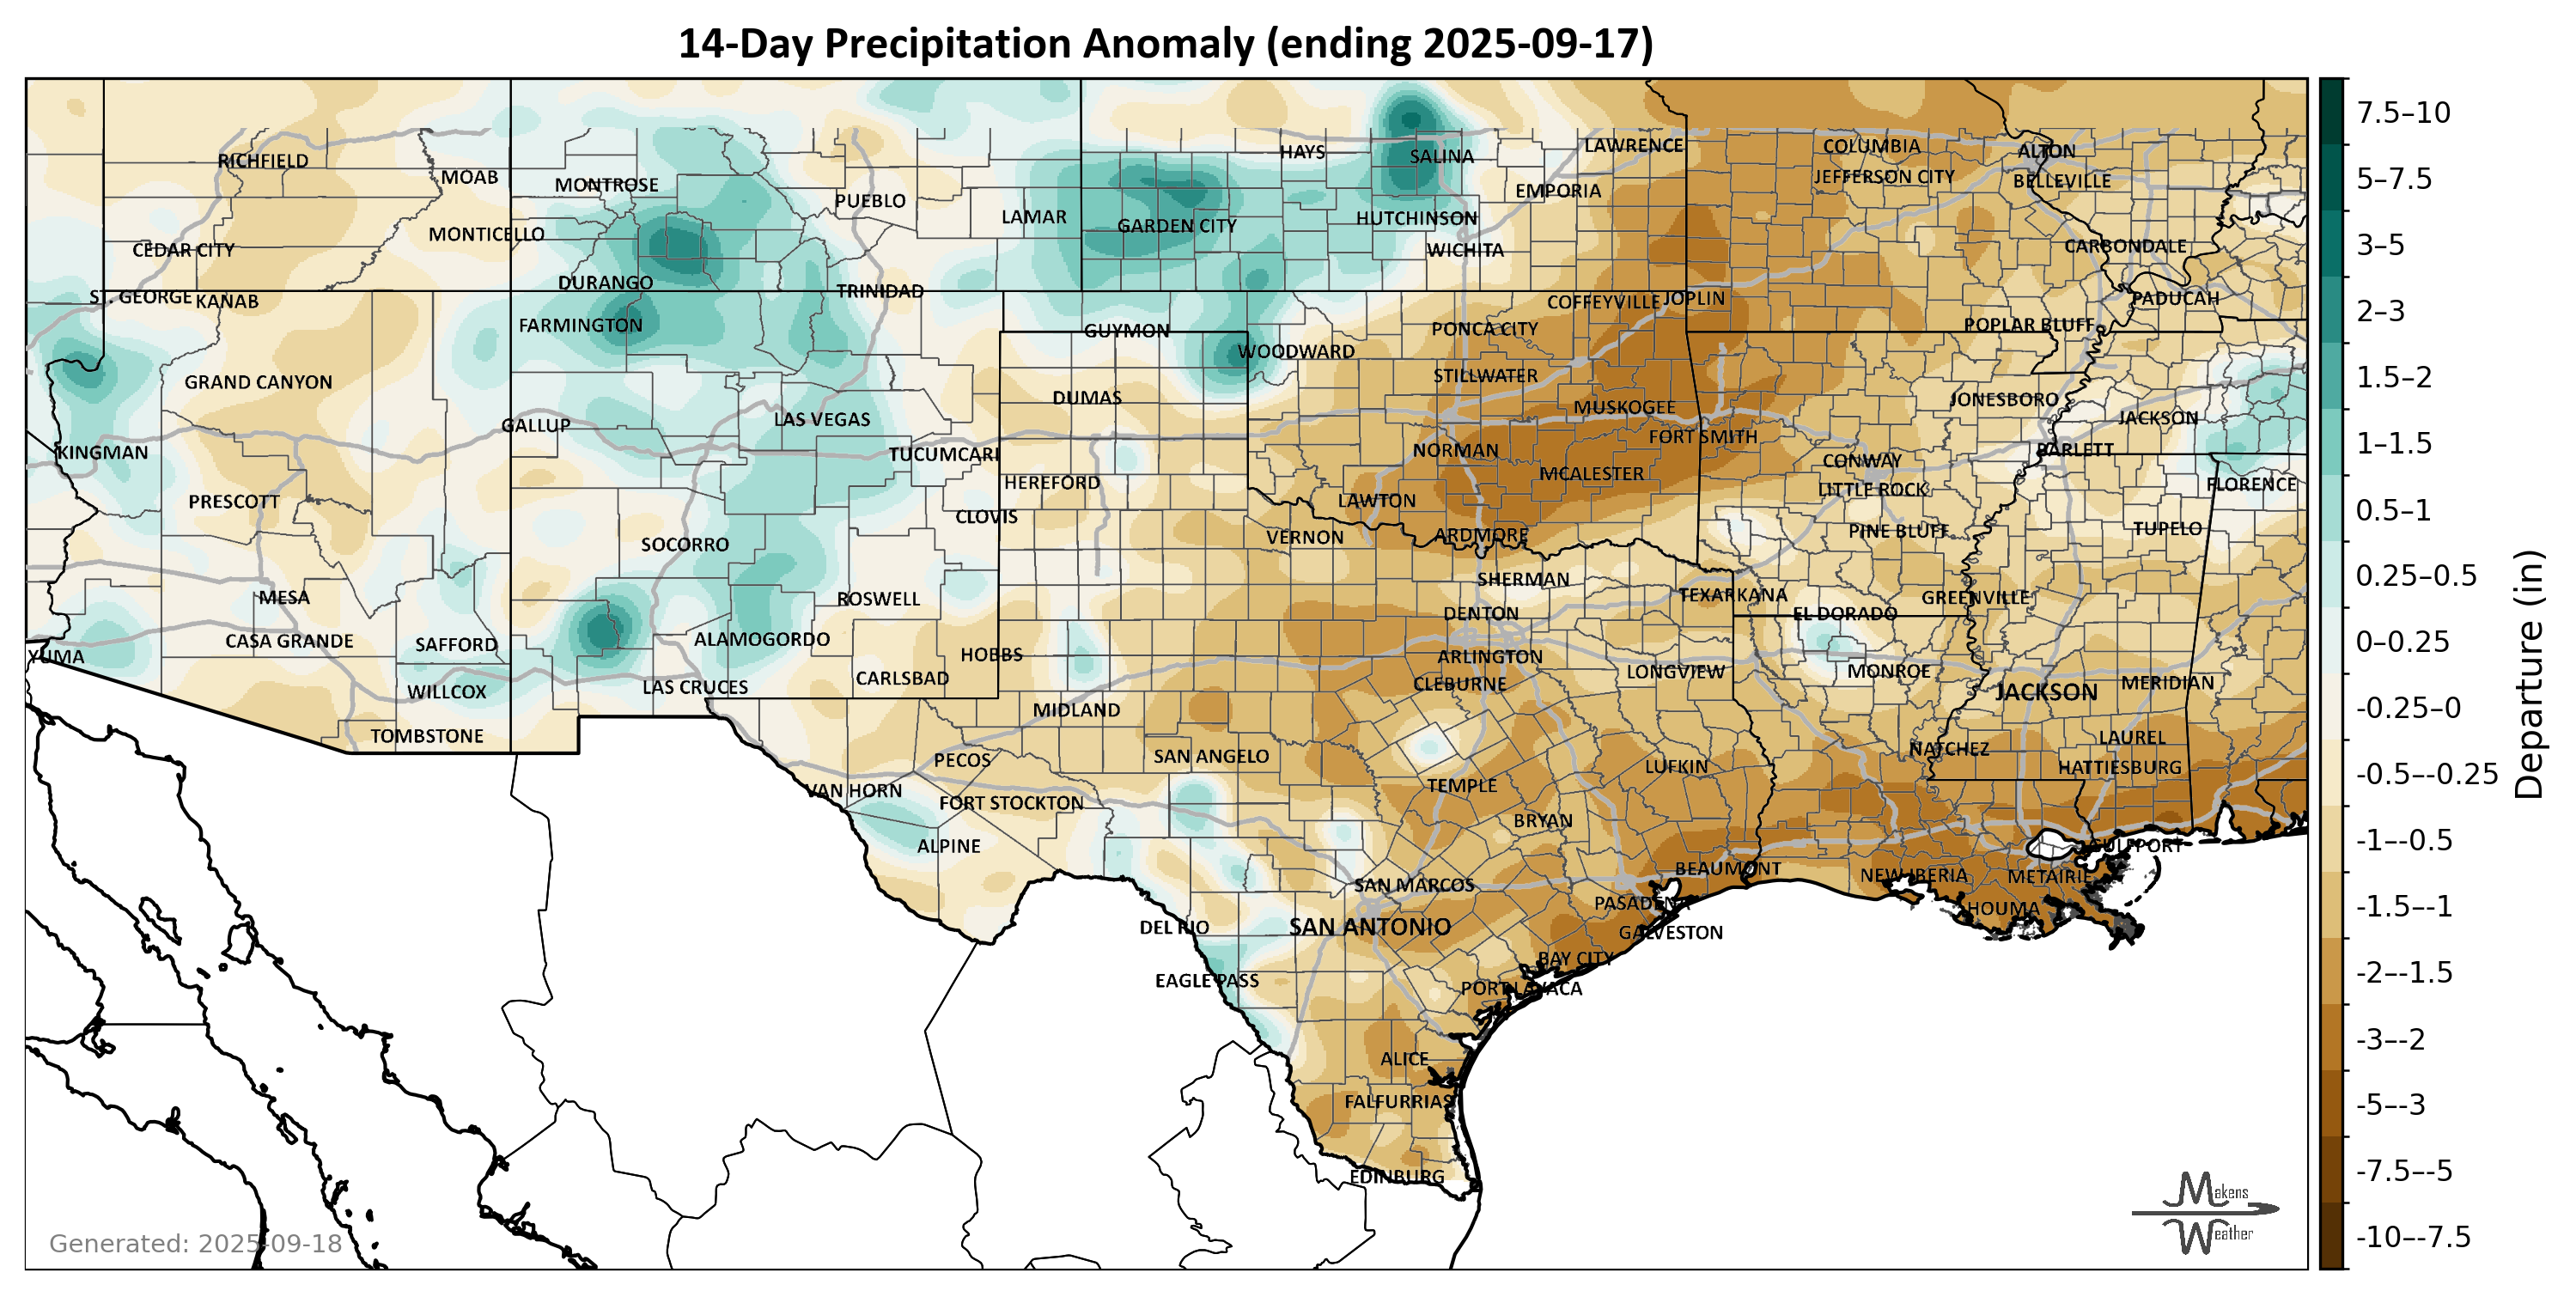 14-Day Precipitation Anomaly (ending 2025-09-17)
HAYS
SALINA
LAWRENCE
COLUMBIA
ALTON
RICHFIELD
MOAB
MONTROSE
EMPORIA
JEFFERSON CITY
BELLEVILLE
PUEBLO
LAMAR
GARDEN CITY
HUTCHINSON
MONTICELLO
CEDAR CITY
WICHITA
CARBONDALE
DURANGO
TRINIDAD
ST. GEORGE
KANAB
COFFEYVILLE
JOPLIN
PADUCAH
FARMINGTON
GUYMON
PONCA CITY
POPLAR BLUFF
WOODWARD
GRAND CANYON
STILLWATER
DUMAS
MUSKOGEE
JONESBORO
GALLUP
LAS VEGAS
JACKSON
KINGMAN
TUCUMCARI
NORMAN
FORT SMITH
BARLETT
CONWAY
PRESCOTT
HEREFORD
LAWTON
MCALESTER
LITTLE ROCK
FLORENCE
CLOVIS
SOCORRO
VERNON
ARDMORE
PINE BLUFF
TUPELO
SHERMAN
MESA
ROSWELL
DENTON
TEXARKANA
EL DORADO
GREENVILLE
CASA GRANDE
SAFFORD
ALAMOGORDO
YUMA
HOBBS
ARLINGTON
LONGVIEW
MONROE
WILLCOX
LAS CRUCES
CARLSBAD
CLEBURNE
JACKSON
MERIDIAN
MIDLAND
TOMBSTONE
PECOS
SAN ANGELO
LUFKIN
NATCHEZ
LAUREL
HATTIESBURG
VAN HORN
FORT STOCKTON
TEMPLE
BRYAN
ALPINE
GULFPORT
BEAUMONT
SAN MARCOS
NEW IBERIA
METAIRIE
PASADENA
HOUMA
DEL RIO
SAN ANTONIO
GALVESTON
BAY CITY
EAGLE PASS
PORT LAVACA
ALICE
FALFURRIAS
EDINBURG
Generated: 2025-09-18
Makens
Weather
7.5–10
5–7.5
3–5
2–3
1.5–2
1–1.5
0.5–1
0.25–0.5
0–0.25
-0.25–0
-0.5–-0.25
-1–-0.5
-1.5–-1
-2–-1.5
-3–-2
-5–-3
-7.5–-5
-10–-7.5
Departure (in)